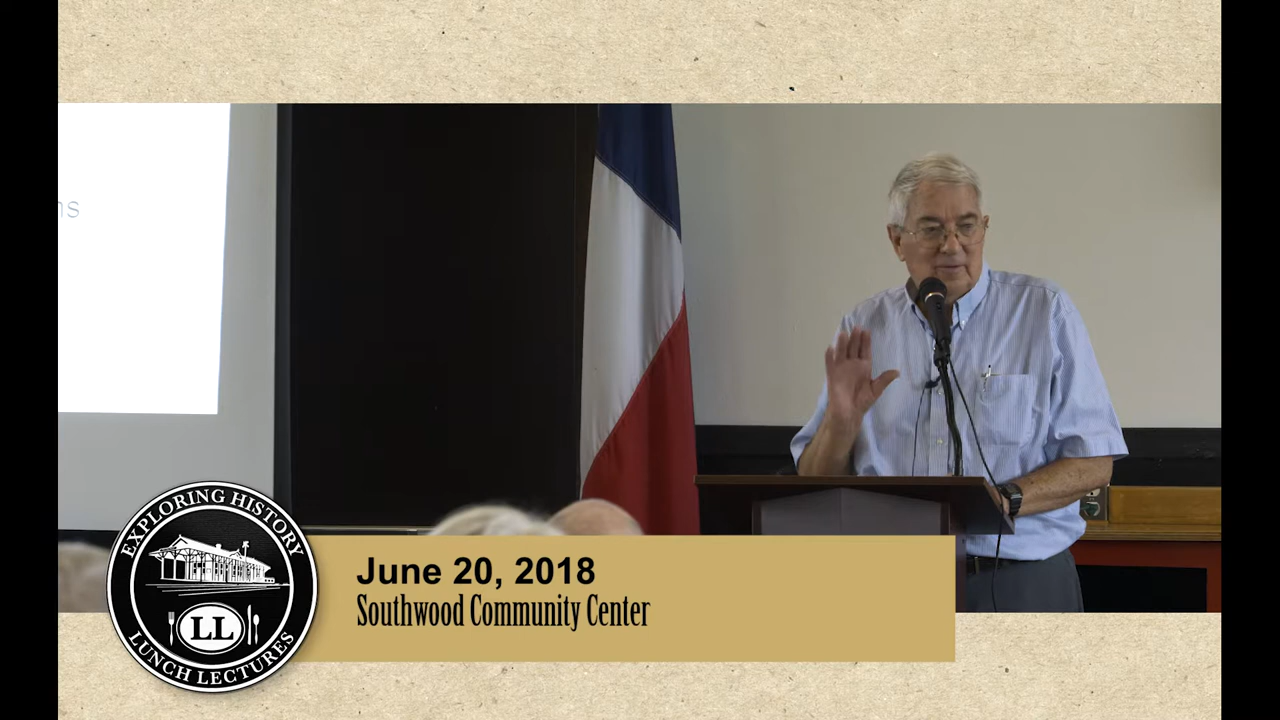 EXPLORING HISTORY
LL
LUNCH LECTURES
June 20, 2018
Southwood Community Center